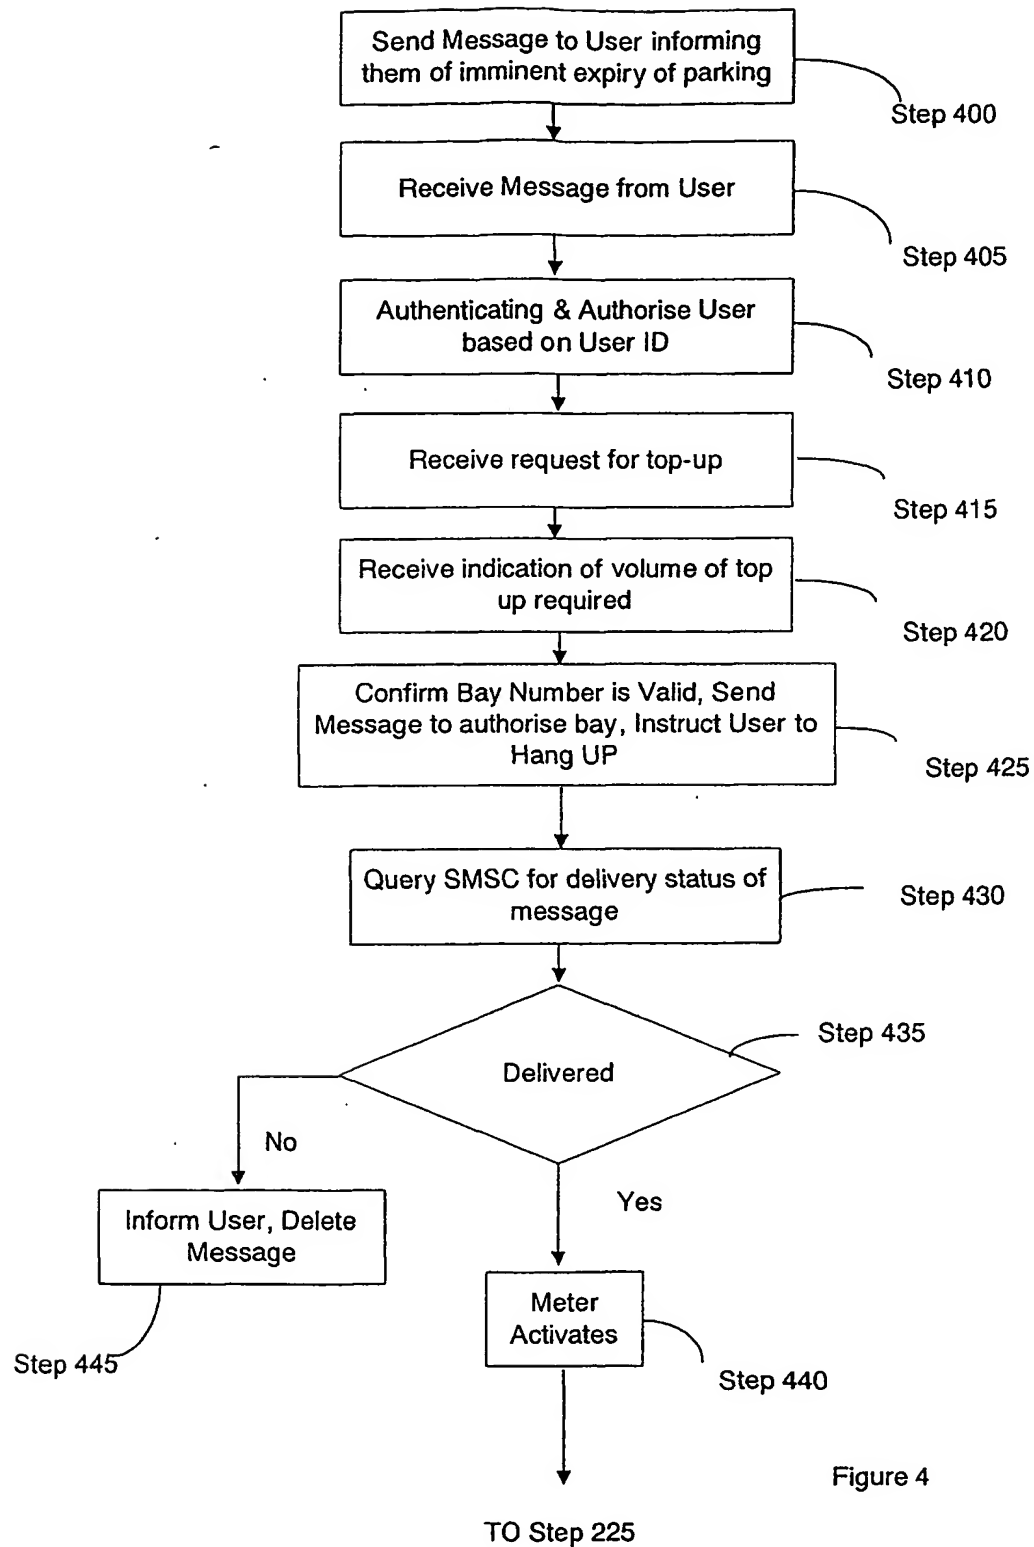 Send Message to User informing
them of imminent expiry of parking
Step 400
Receive Message from User
Step 405
Authenticating & Authorise User
based on User ID
Step 410
Receive request for top-up
Step 415
Receive indication of volume of top
up required
Step 420
Confirm Bay Number is Valid, Send
Message to authorise bay, Instruct User to
Hang UP
Step 425
Query SMSC for delivery status of
message
Step 430
Step 435
Delivered
No
Yes
Inform User, Delete
Message
Step 445
Meter
Activates
Step 440
Figure 4
TO Step 225